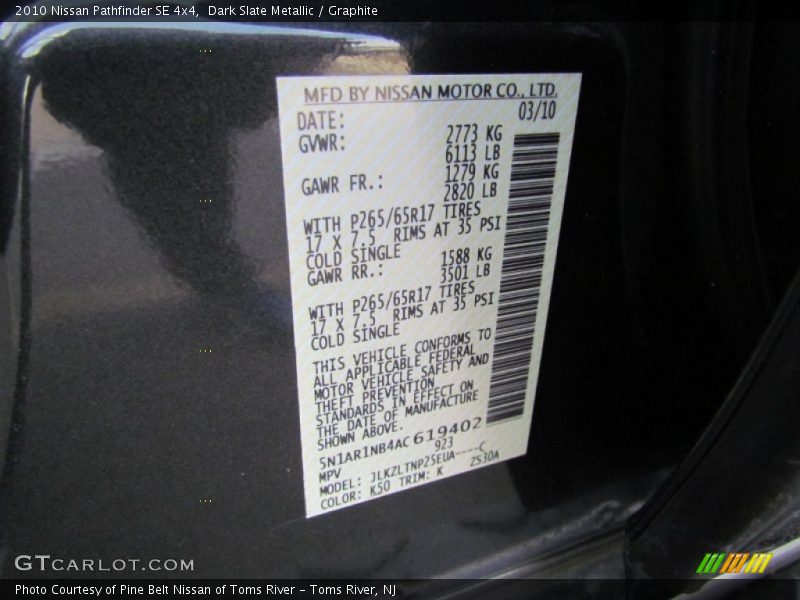 2010 Nissan Pathfinder SE 4x4,  Dark Slate Metallic / Graphite
MFD BY NISSAN MOTOR CO., LTD.
DATE: 03/10
GVWR: 2773 KG
6113 LB
GAWR FR.: 1279 KG
2820 LB
WITH P265/65R17 TIRES
17 X 7.5 RIMS AT 35 PSI
COLD SINGLE
GAWR RR.: 1588 KG
3501 LB
WITH P265/65R17 TIRES
17 X 7.5 RIMS AT 35 PSI
COLD SINGLE
THIS VEHICLE CONFORMS TO
ALL APPLICABLE FEDERAL
MOTOR VEHICLE SAFETY AND
THEFT PREVENTION
STANDARDS IN EFFECT ON
THE DATE OF MANUFACTURE
SHOWN ABOVE.
5N1AR1NB4AC619402
MPV 923
MODEL: JLKZLTNP25EUA----C
COLOR: K50 TRIM: K ZS30A
GTCARLOT.COM
Photo Courtesy of Pine Belt Nissan of Toms River – Toms River, NJ